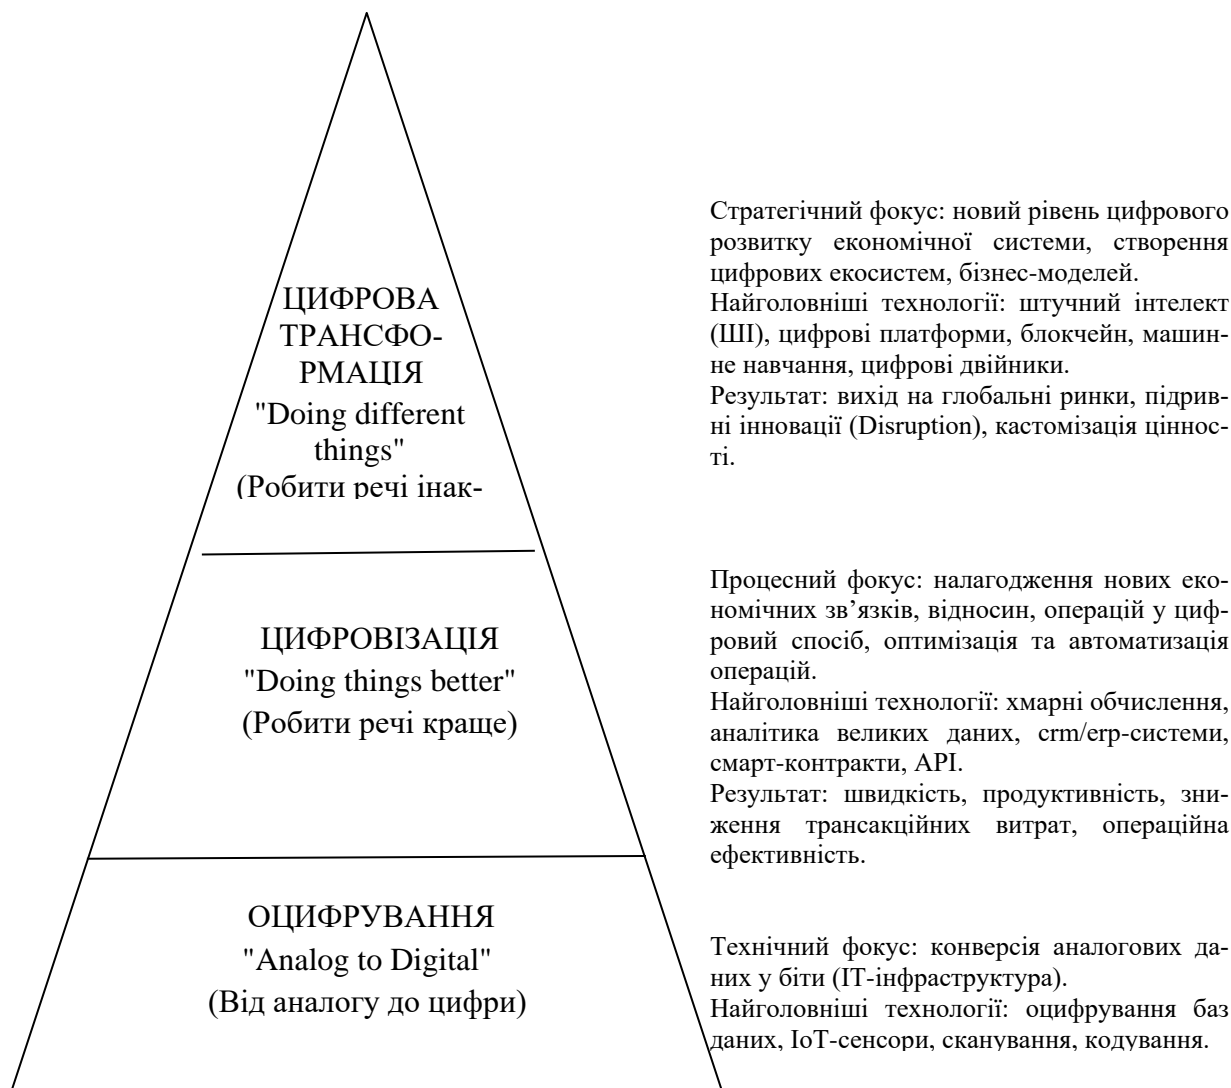 ЦИФРОВА
ТРАНСФО-
РМАЦІЯ
"Doing different
things"
(Робити речі інак-
Стратегічний фокус: новий рівень цифрового
розвитку економічної системи, створення
цифрових екосистем, бізнес-моделей.
Найголовніші технології: штучний інтелект
(ШІ), цифрові платформи, блокчейн, машин-
не навчання, цифрові двійники.
Результат: вихід на глобальні ринки, підрив-
ні інновації (Disruption), кастомізація ціннос-
ті.
ЦИФРОВІЗАЦІЯ
"Doing things better"
(Робити речі краще)
Процесний фокус: налагодження нових еко-
номічних зв’язків, відносин, операцій у циф-
ровий спосіб, оптимізація та автоматизація
операцій.
Найголовніші технології: хмарні обчислення,
аналітика великих даних, crm/erp-системи,
смарт-контракти, API.
Результат: швидкість, продуктивність, зни-
ження трансакційних витрат, операційна
ефективність.
ОЦИФРУВАННЯ
"Analog to Digital"
(Від аналогу до цифри)
Технічний фокус: конверсія аналогових да-
них у біти (ІТ-інфраструктура).
Найголовніші технології: оцифрування баз
даних, IoT-сенсори, сканування, кодування.